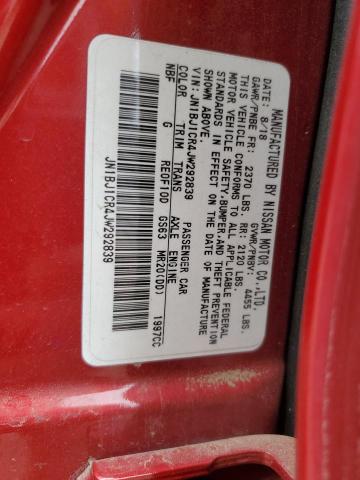 MANUFACTURED BY NISSAN MOTOR CO.,LTD.
DATE: 8/18 GVWR/PNBV: 4455 LBS.
GAWR/PNBE FR: 2370 LBS. RR: 2120 LBS.
THIS VEHICLE CONFORMS TO ALL APPLICABLE FEDERAL
MOTOR VEHICLE SAFETY,BUMPER,AND THEFT PREVENTION
STANDARDS IN EFFECT ON THE DATE OF MANUFACTURE
SHOWN ABOVE.
VIN:JN1BJ1CR4JW292839 PASSENGER CAR
COLOR TRIM TRANS AXLE ENGINE
NBF G RE0F10D GS63 MR20(DD) 1997CC
JN1BJ1CR4JW292839